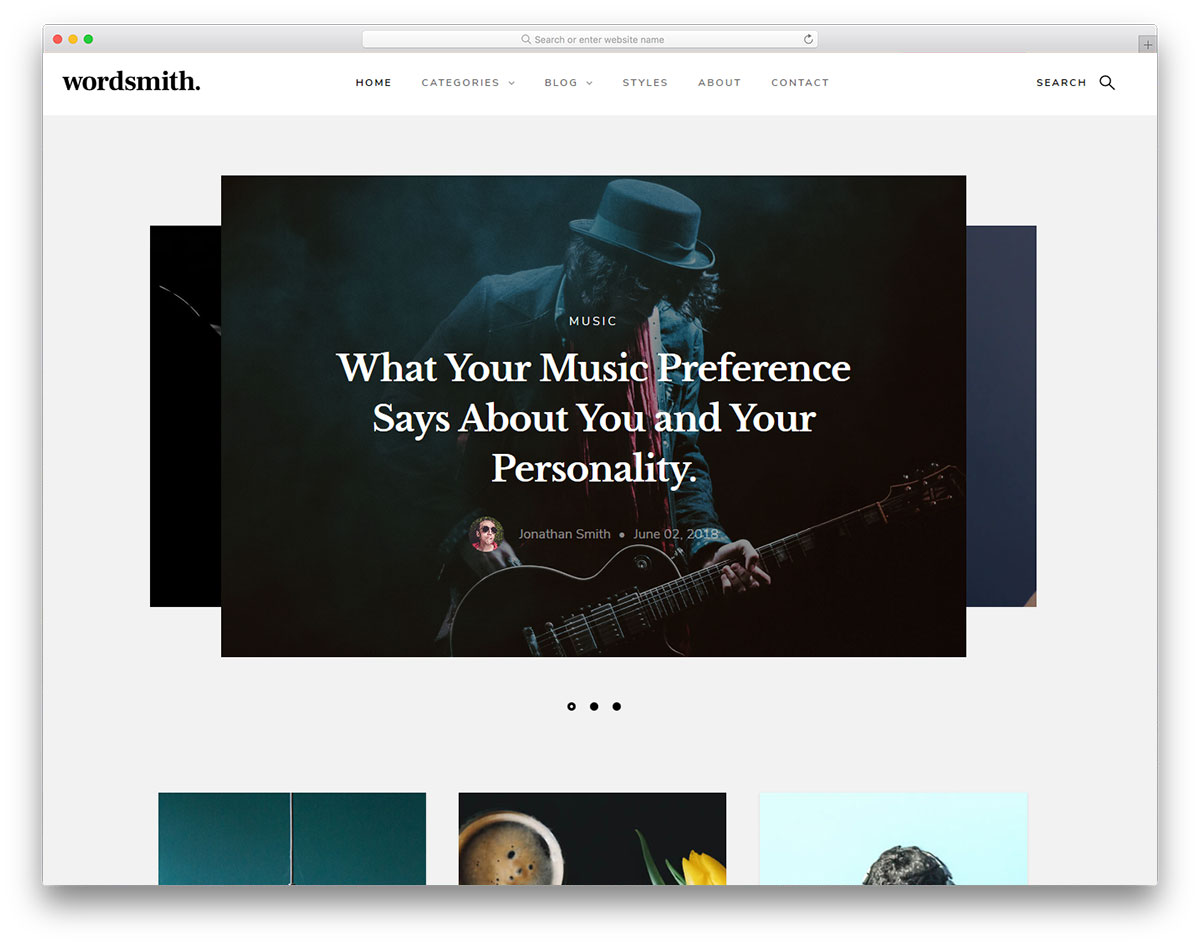 Search or enter website name
wordsmith.
HOME CATEGORIES BLOG STYLES ABOUT CONTACT SEARCH
MUSIC
What Your Music Preference
Says About You and Your
Personality.
Jonathan Smith • June 02, 2018